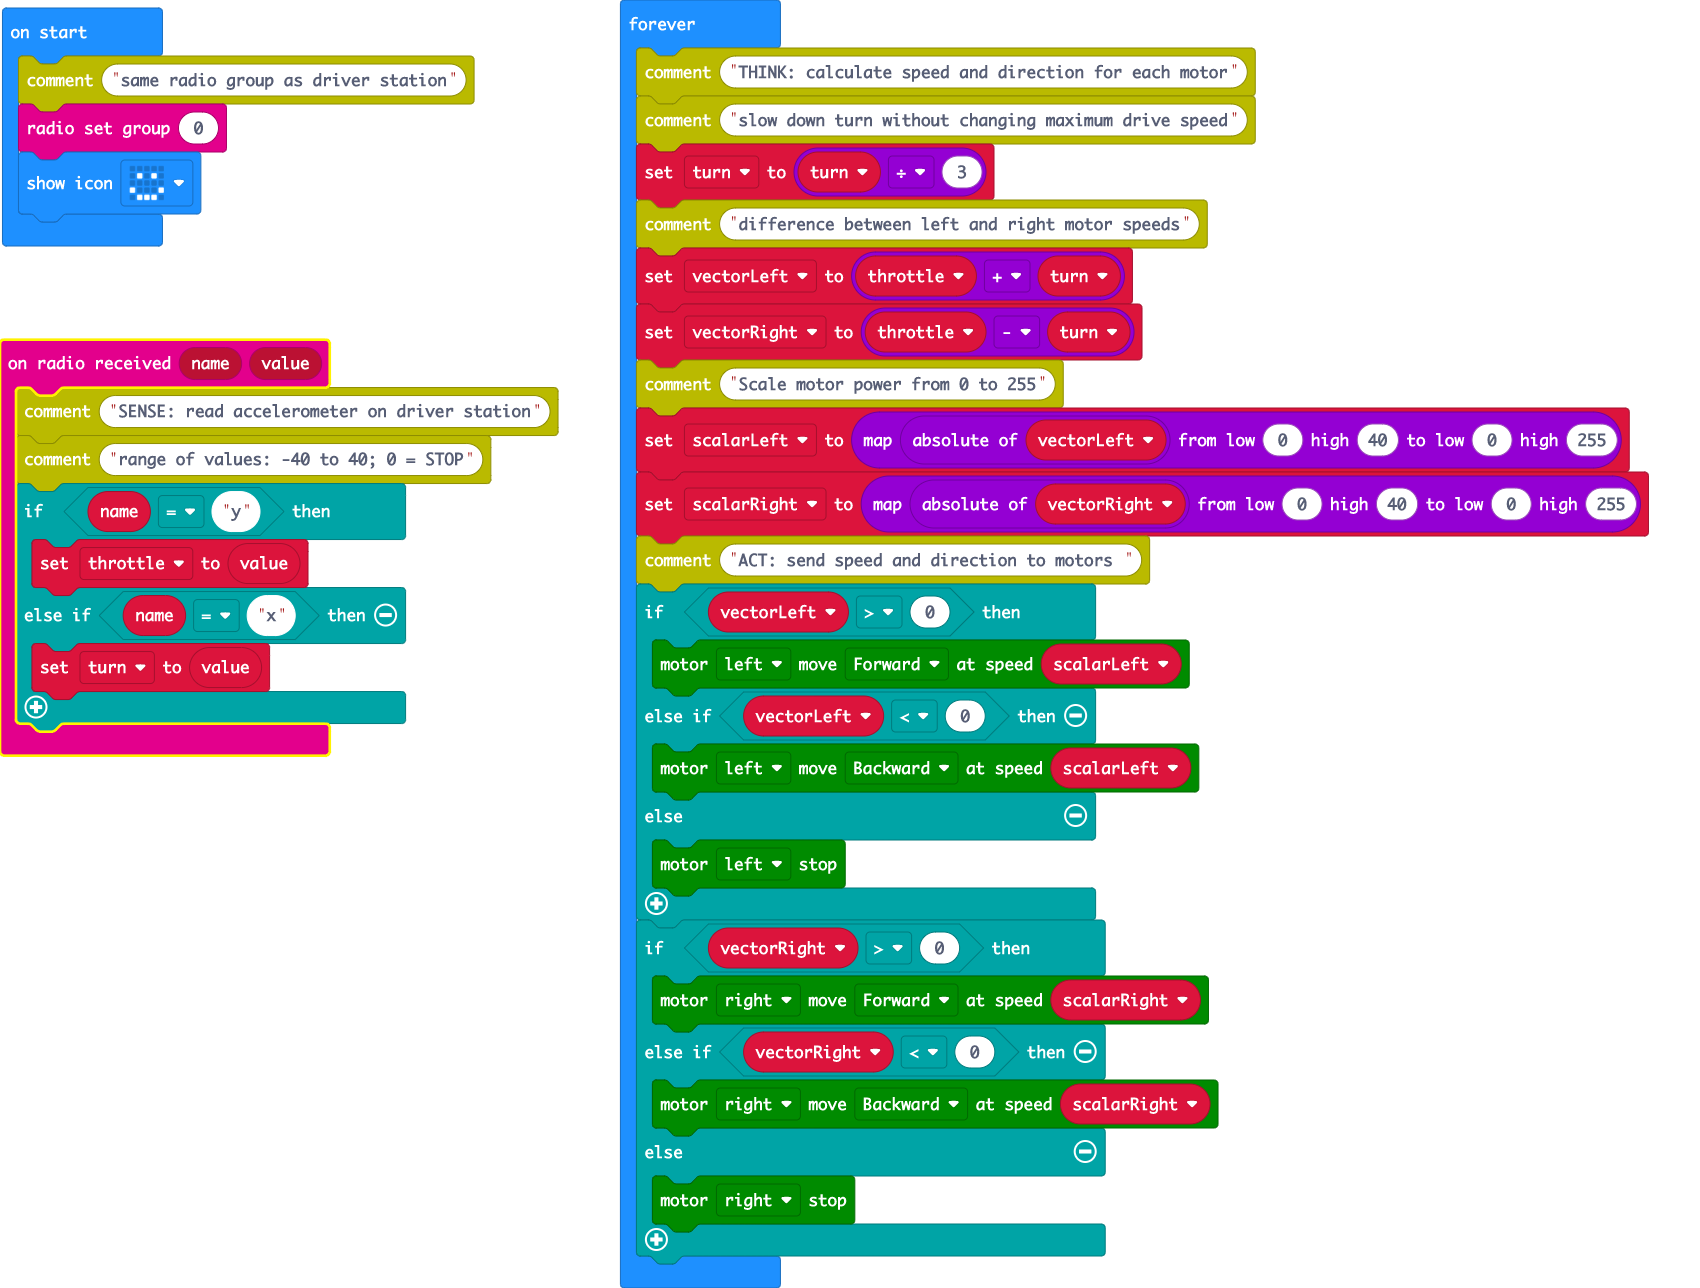 on start
comment "same radio group as driver station"
radio set group 0
show icon
on radio received name value
comment "SENSE: read accelerometer on driver station"
comment "range of values: -40 to 40; 0 = STOP"
if name = "y" then
set throttle to value
else if name = "x" then
set turn to value
forever
comment "THINK: calculate speed and direction for each motor"
comment "slow down turn without changing maximum drive speed"
set turn to turn ÷ 3
comment "difference between left and right motor speeds"
set vectorLeft to throttle + turn
set vectorRight to throttle - turn
comment "Scale motor power from 0 to 255"
set scalarLeft to map absolute of vectorLeft from low 0 high 40 to low 0 high 255
set scalarRight to map absolute of vectorRight from low 0 high 40 to low 0 high 255
comment "ACT: send speed and direction to motors "
if vectorLeft > 0 then
motor left move Forward at speed scalarLeft
else if vectorLeft < 0 then
motor left move Backward at speed scalarLeft
else
motor left stop
if vectorRight > 0 then
motor right move Forward at speed scalarRight
else if vectorRight < 0 then
motor right move Backward at speed scalarRight
else
motor right stop